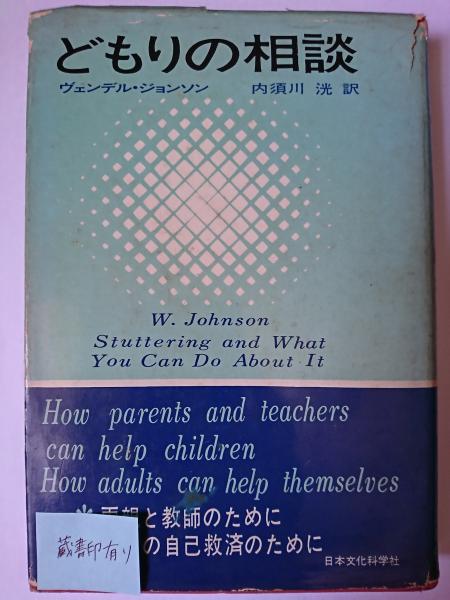 どもりの相談
ヴェンデル・ジョンソン 内須川 洸 訳
W. Johnson
Stuttering and What
You Can Do About It
How parents and teachers
can help children
How adults can help themselves
両親と教師のために
の自己救済のために
日本文化科学社
蔵書印有り